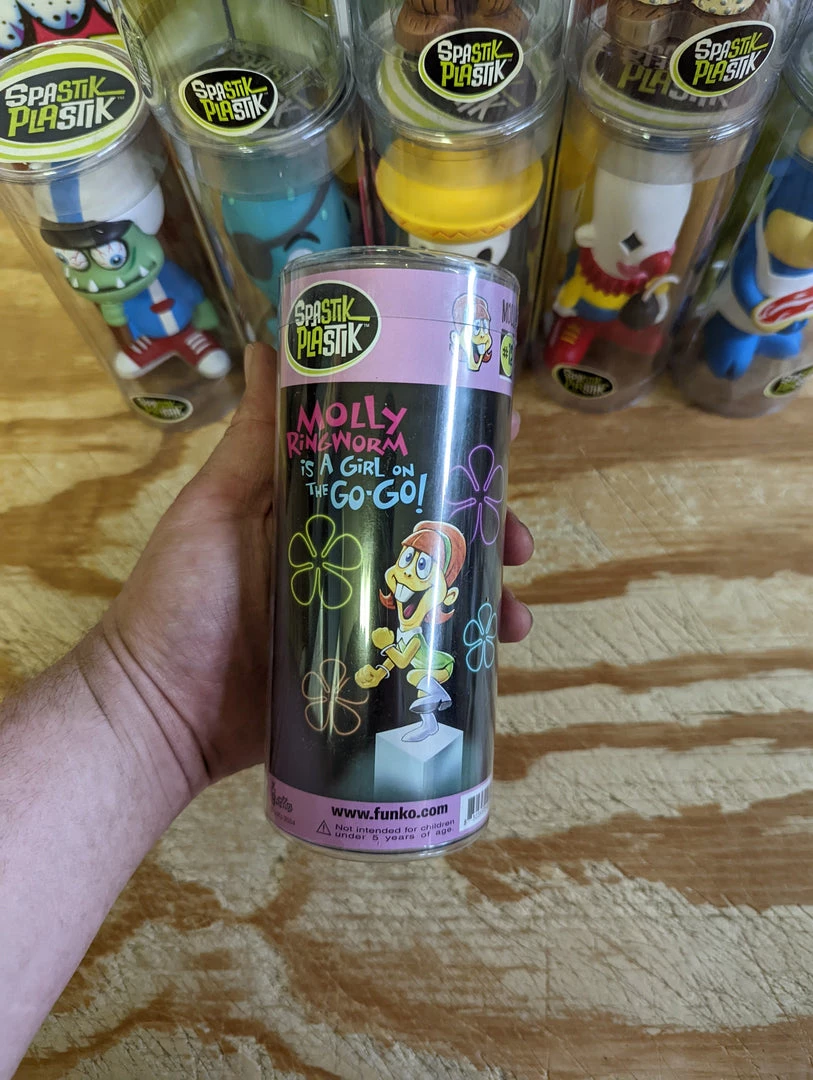 SPASTIK
PLASTIK
SPASTIK
PLASTIK
SPASTIK
PLASTIK
SPASTIK
PLASTIK
SPASTIK
PLASTIK™
MOLLY
RINGWORM
IS A GIRL ON
THE GO-GO!
www.funko.com
Not intended for children
under 5 years of age.